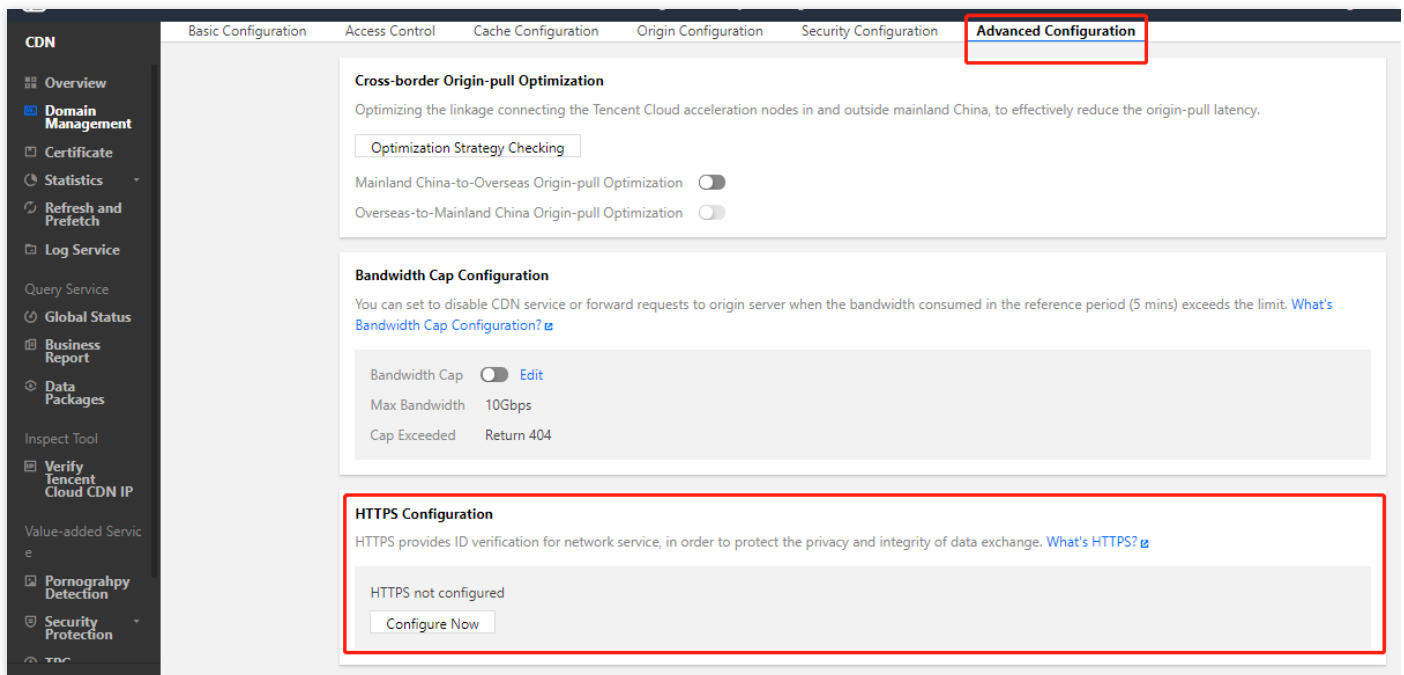 Basic Configuration Access Control Cache Configuration Origin Configuration Security Configuration Advanced Configuration
CDN
Overview
Domain
Management
Certificate
Statistics
Refresh and
Prefetch
Log Service
Query Service
Global Status
Business
Report
Data
Packages
Inspect Tool
Verify
Tencent
Cloud CDN IP
Value-added Servic
e
Pornograhpy
Detection
Security
Protection
Cross-border Origin-pull Optimization
Optimizing the linkage connecting the Tencent Cloud acceleration nodes in and outside mainland China, to effectively reduce the origin-pull latency.
Optimization Strategy Checking
Mainland China-to-Overseas Origin-pull Optimization
Overseas-to-Mainland China Origin-pull Optimization
Bandwidth Cap Configuration
You can set to disable CDN service or forward requests to origin server when the bandwidth consumed in the reference period (5 mins) exceeds the limit. What's
Bandwidth Cap Configuration?
Bandwidth Cap Edit
Max Bandwidth 10Gbps
Cap Exceeded Return 404
HTTPS Configuration
HTTPS provides ID verification for network service, in order to protect the privacy and integrity of data exchange. What's HTTPS?
HTTPS not configured
Configure Now